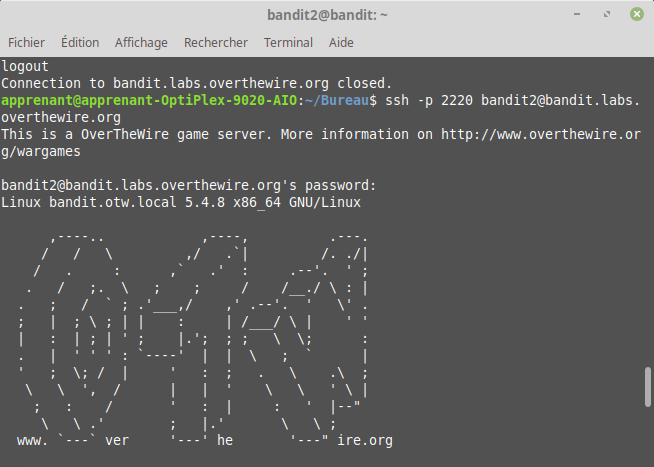 bandit2@bandit: ~
Fichier Édition Affichage Rechercher Terminal Aide
logout
Connection to bandit.labs.overthewire.org closed.
apprenant@apprenant-OptiPlex-9020-AIO:~/Bureau$ ssh -p 2220 bandit2@bandit.labs.
overthewire.org
This is a OverTheWire game server. More information on http://www.overthewire.or
g/wargames
bandit2@bandit.labs.overthewire.org's password:
Linux bandit.otw.local 5.4.8 x86_64 GNU/Linux
www. `---` ver '---' he '---" ire.org